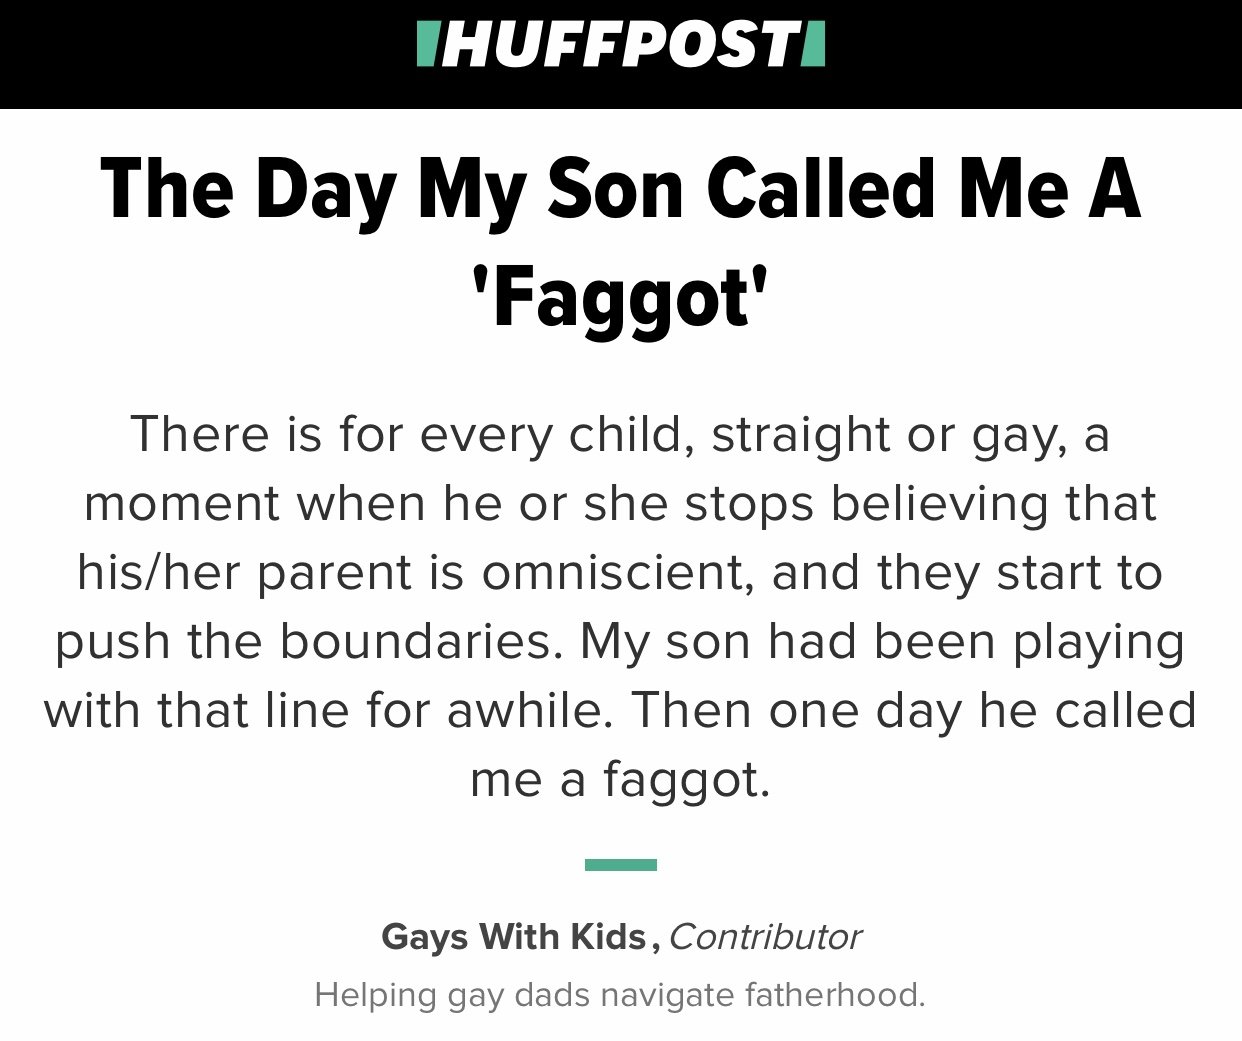 HUFFPOST
The Day My Son Called Me A
'Faggot'
There is for every child, straight or gay, a
moment when he or she stops believing that
his/her parent is omniscient, and they start to
push the boundaries. My son had been playing
with that line for awhile. Then one day he called
me a faggot.
Gays With Kids, Contributor
Helping gay dads navigate fatherhood.